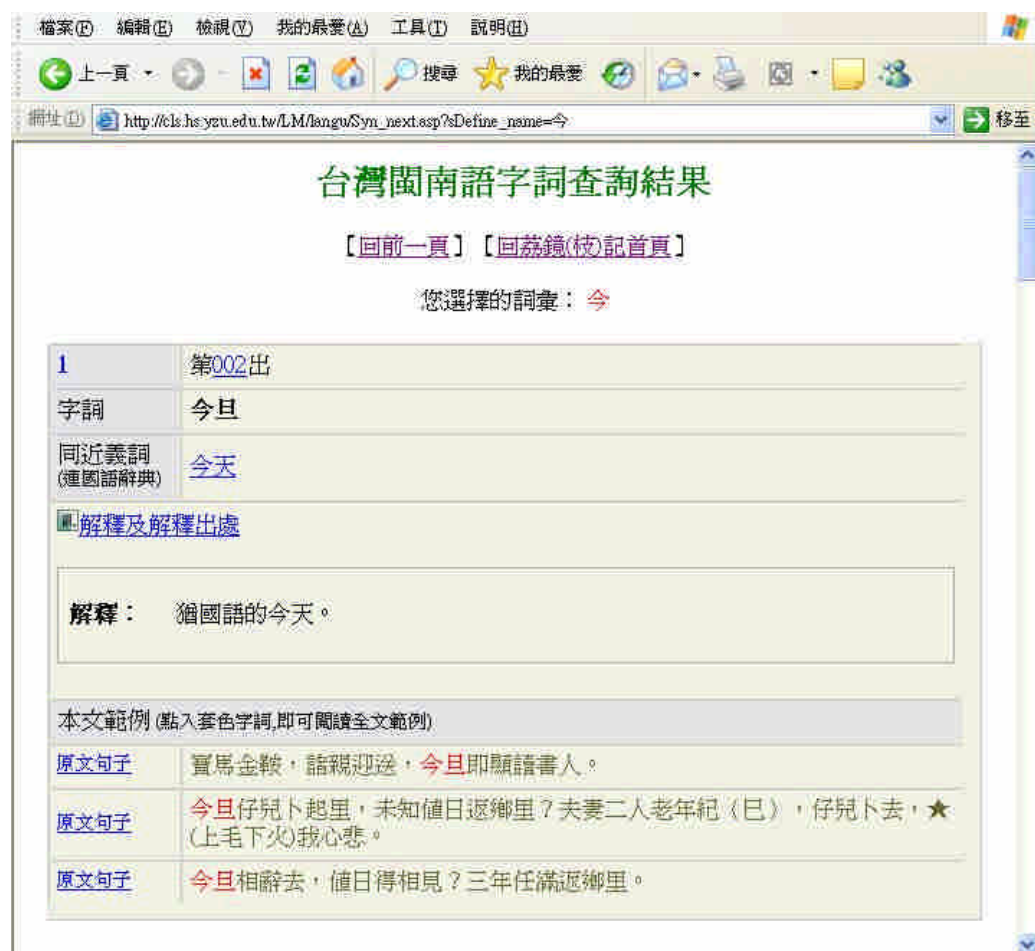 檔案(F) 編輯(E) 檢視(V) 我的最愛(A) 工具(T) 說明(H)
上一頁 搜尋 我的最愛
網址(D) http://cls.hs.yzu.edu.tw/LM/languSyn_next.asp?sDefine_name=今 移至
台灣閩南語字詞查詢結果
【回前一頁】【回荔鏡(枝)記首頁】
您選擇的詞彙： 今
1 第002出
字詞 今旦
同近義詞 今天
(連國語辭典)
解釋及解釋出處
解釋： 猶國語的今天。
本文範例 (點入套色字詞,即可閱讀全文範例)
原文句子 寶馬金鞍，諸親迎送，今旦即顯讀書人。
原文句子 今旦仔兒卜起里，未知值日返鄉里？夫妻二人老年紀（巳），仔兒卜去，★
(上毛下火)我心悲。
原文句子 今旦相辭去，值日得相見？三年任滿返鄉里。